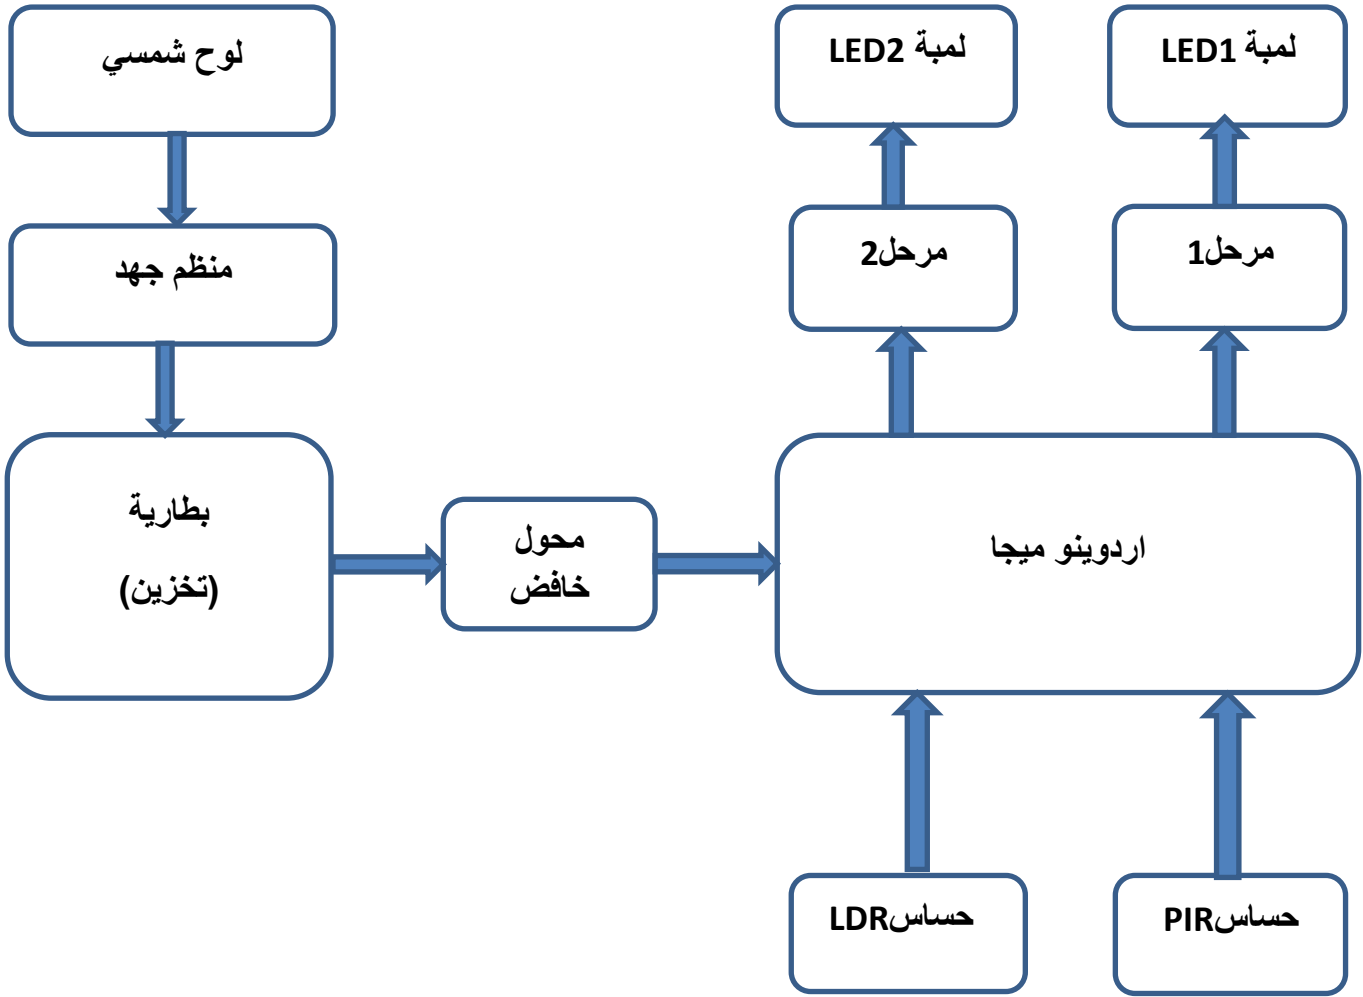 لوح شمسي
لمبة LED2
لمبة LED1
منظم جهد
مرحل2
مرحل1
بطارية
(تخزين)
محول
خافض
اردوينو ميجا
حساسLDR
حساسPIR